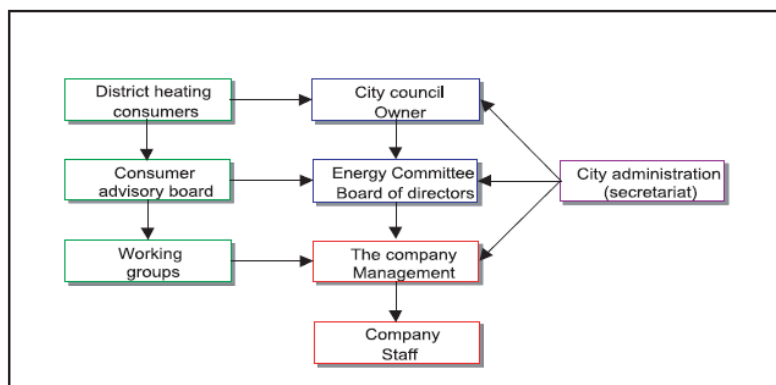 District heating
consumers
City council
Owner
Consumer
advisory board
Energy Committee
Board of directors
City administration
(secretariat)
Working
groups
The company
Management
Company
Staff